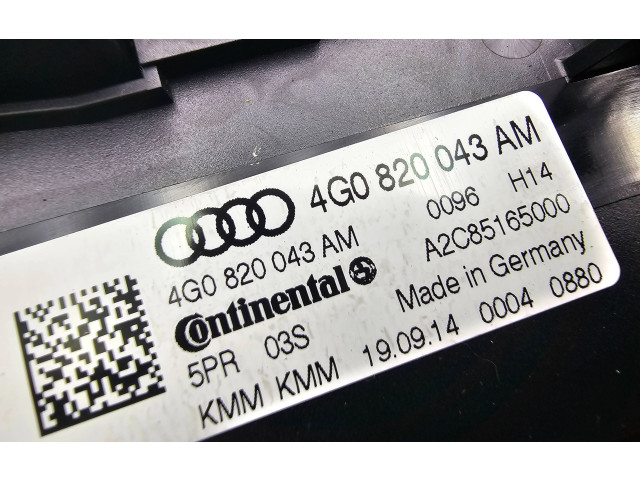 4G0 820 043 AM
4G0 820 043 AM 0096 H14
Continental A2C85165000
5PR 03S Made in Germany
KMM KMM 19.09.14 0004 0880